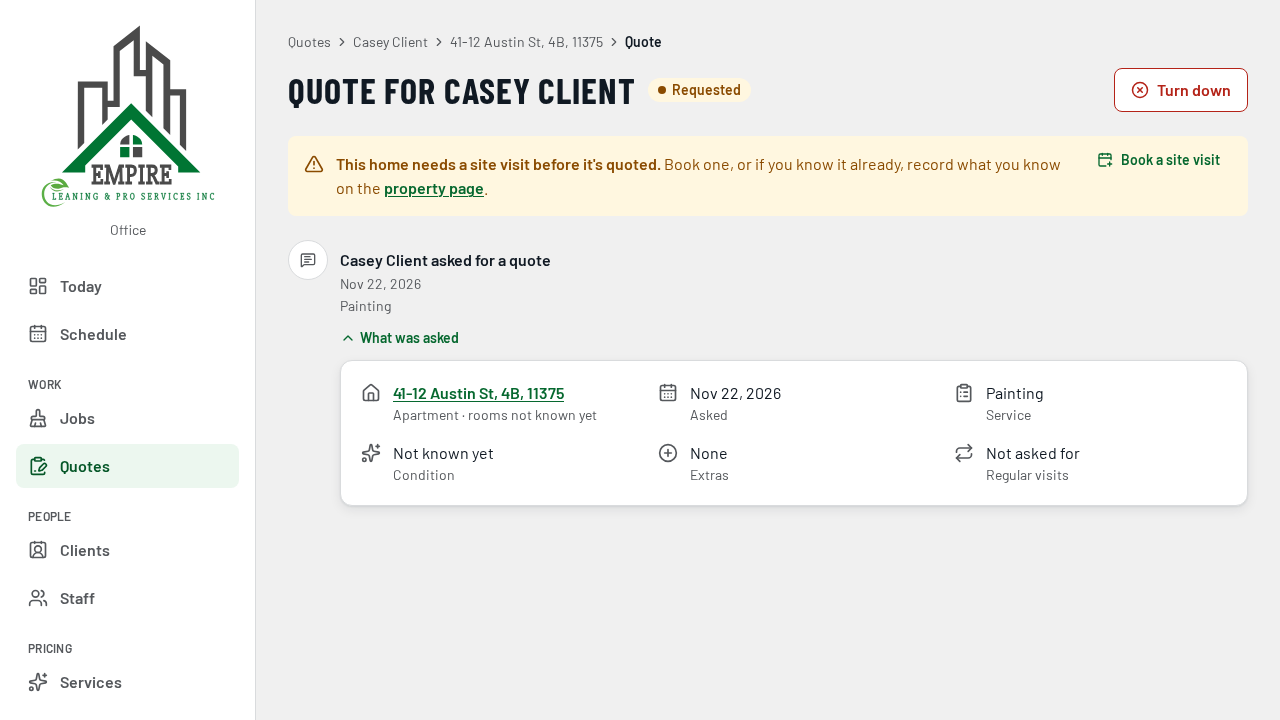 EMPIRE
LEANING & PRO SERVICES INC
Office
Today
Schedule
WORK
Jobs
Quotes
PEOPLE
Clients
Staff
PRICING
Services
Quotes > Casey Client > 41-12 Austin St, 4B, 11375 > Quote
QUOTE FOR CASEY CLIENT
Requested
Turn down
This home needs a site visit before it's quoted. Book one, or if you know it already, record what you know
on the property page.
Book a site visit
Casey Client asked for a quote
Nov 22, 2026
Painting
What was asked
41-12 Austin St, 4B, 11375
Apartment · rooms not known yet
Nov 22, 2026
Asked
Painting
Service
Not known yet
Condition
None
Extras
Not asked for
Regular visits